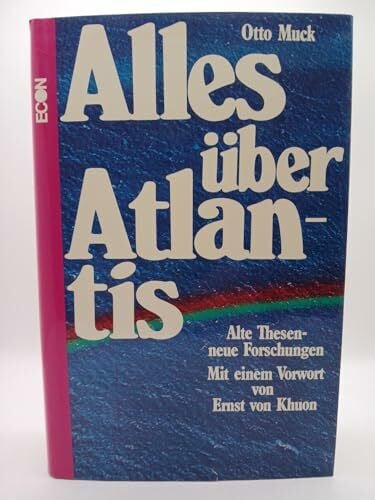 Otto Muck
ECON
Alles
über
Atlan-
tis
Alte Thesen-
neue Forschungen
Mit einem Vorwort
von
Ernst von Khuon